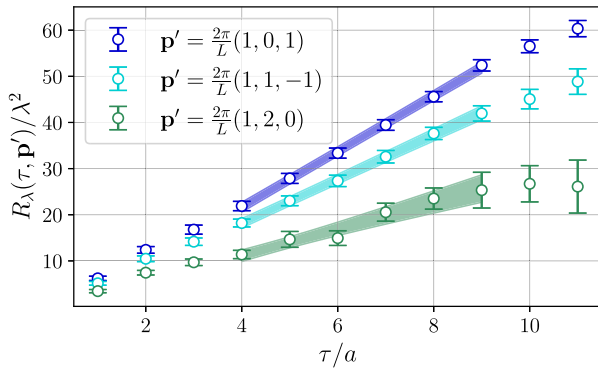 60
50
40
30
20
10
2
4
6
8
10
τ/a
R_λ(τ, p′)/λ²
p′ = 2π/L (1, 0, 1)
p′ = 2π/L (1, 1, −1)
p′ = 2π/L (1, 2, 0)